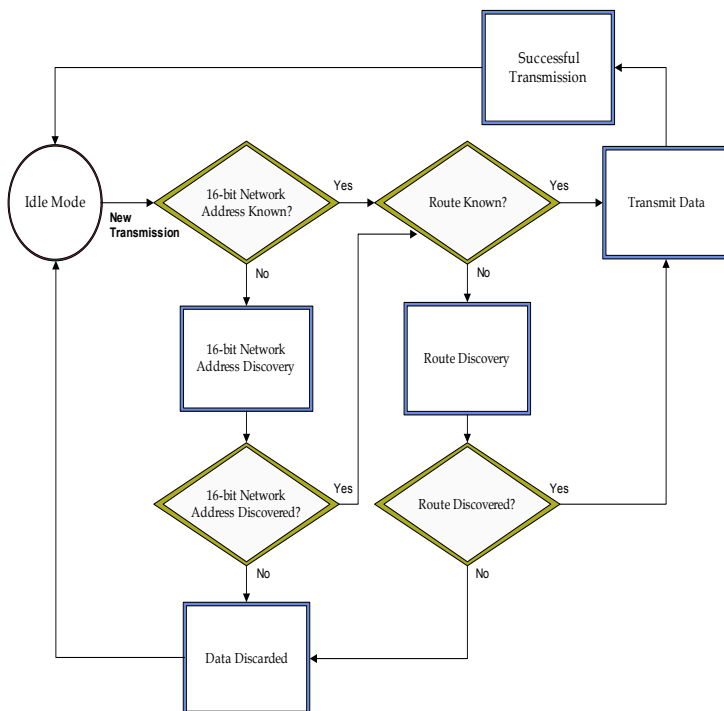 Successful
Transmission
Idle Mode
New
Transmission
16-bit Network
Address Known?
Yes
Route Known?
Yes
Transmit Data
No
No
16-bit Network
Address Discovery
Route Discovery
16-bit Network
Address Discovered?
Yes
Route Discovered?
Yes
No
No
Data Discarded